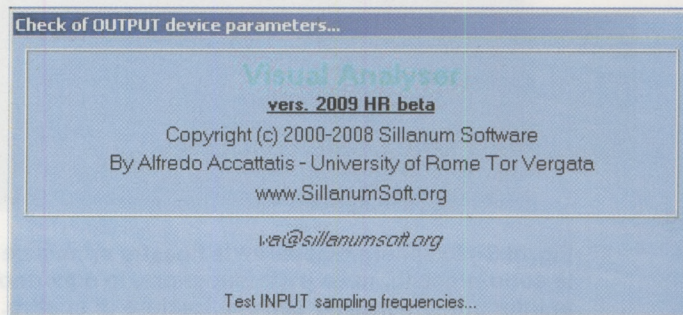 Check of OUTPUT device parameters...
Visual Analyser
vers. 2009 HR beta
Copyright (c) 2000-2008 Sillanum Software
By Alfredo Accattatis - University of Rome Tor Vergata
www.SillanumSoft.org
va@sillanumsoft.org
Test INPUT sampling frequencies...